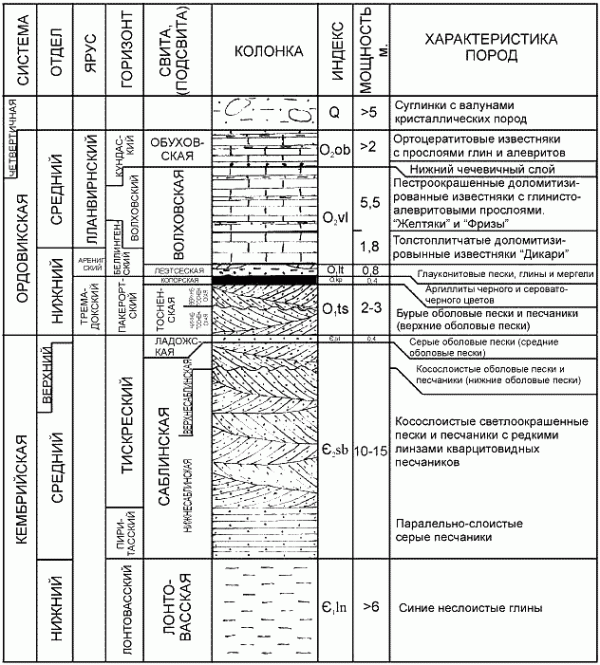 СИСТЕМА
ОТДЕЛ
ЯРУС
ГОРИЗОНТ
СВИТА,
(ПОДСВИТА)
КОЛОНКА
ИНДЕКС
МОЩНОСТЬ
м.
ХАРАКТЕРИСТИКА
ПОРОД
ЧЕТВЕРТИЧНАЯ
Q
>5
Суглинки с валунами
кристаллических пород
ОРДОВИКСКАЯ
СРЕДНИЙ
ЛЛАНВИРНСКИЙ
КУНДАС-
КИЙ
ОБУХОВ-
СКАЯ
O₂ob
>2
Ортоцератитовые известняки
с прослоями глин и алевритов
Нижний чечевичный слой
ВОЛХОВСКИЙ
ВОЛХОВСКАЯ
O₂vl
5,5
Пестроокрашенные доломитизи-
рованные известняки с глинисто-
алевритовыми прослоями.
"Желтяки" и "Фризы"
1,8
Толстоплитчатые доломитизи-
ровынные известняки "Дикари"
НИЖНИЙ
АРЕНИГ-
СКИЙ
БЕЛЛИНГЕН-
СКИЙ
ЛЕЭТСЕСКАЯ
O₁lt
0,8
Глауконитовые пески, глины и мергели
КОПОРСКАЯ
O₁kp
0,4
Аргиллиты черного и серовато-
черного цветов
ТРЕМА-
ДОКСКИЙ
ПАКЕРОРТ-
СКИЙ
ТОСНЕН-
СКАЯ
O₁ts
2-3
Бурые оболовые пески и песчаники
(верхние оболовые пески)
КЕМБРИЙСКАЯ
ВЕРХНИЙ
ЛАДОЖС-
КАЯ
0,4
Серые оболовые пески (средние
оболовые пески)
Косослоистые оболовые пески и
песчаники (нижние оболовые пески)
СРЕДНИЙ
ТИСКРЕСКИЙ
САБЛИНСКАЯ
ВЕРХНЕСАБЛИНСКАЯ
НИЖНЕСАБЛИНСКАЯ
Є₂sb
10-15
Косослоистые светлоокрашенные
пески и песчаники с редкими
линзами кварцитовидных
песчаников
ПИРИ-
ТАССКИЙ
Паралельно-слоистые
серые песчаники
НИЖНИЙ
ЛОНТОВАССКИЙ
ЛОНТО-
ВАССКАЯ
Є₁ln
>6
Синие неслоистые глины